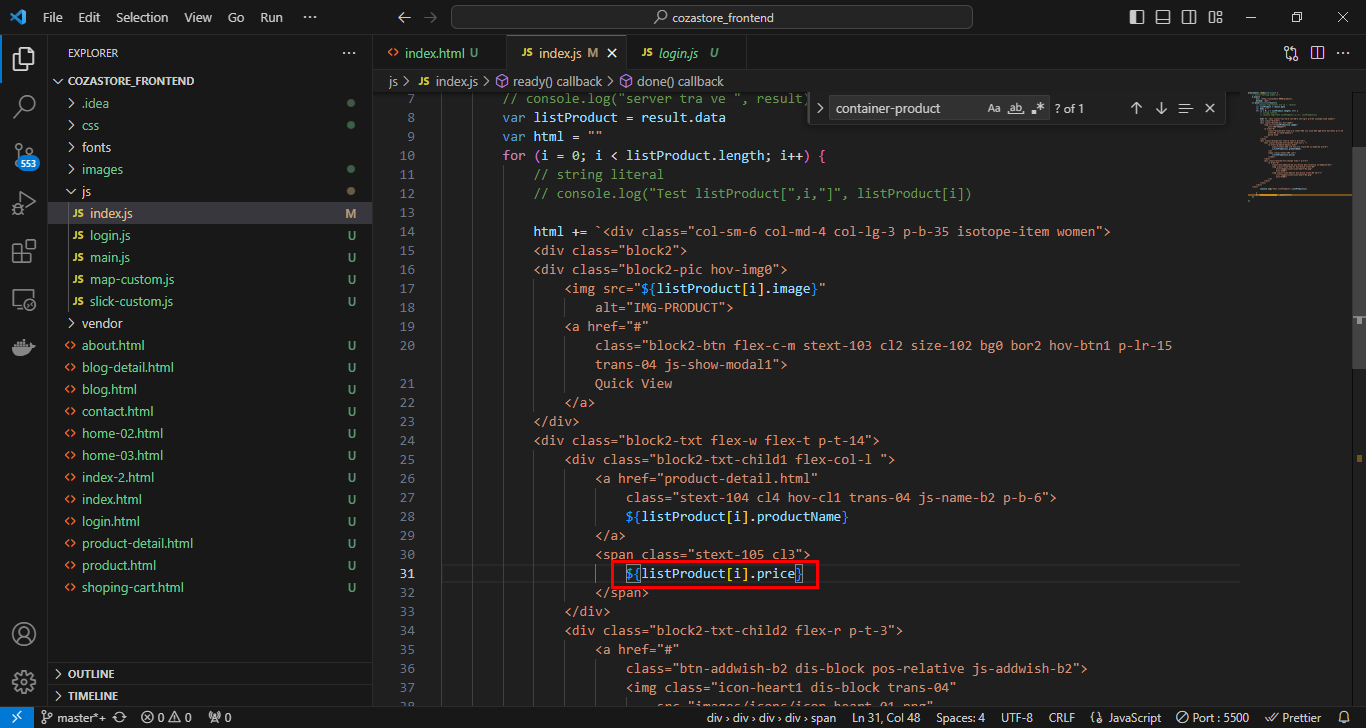 File Edit Selection View Go Run ···
cozastore_frontend
EXPLORER ···
COZASTORE_FRONTEND
.idea
css
fonts
images
js
JS index.js M
JS login.js U
JS main.js U
JS map-custom.js U
JS slick-custom.js U
vendor
<> about.html U
<> blog-detail.html U
<> blog.html U
<> contact.html U
<> home-02.html U
<> home-03.html U
<> index-2.html U
<> index.html U
<> login.html U
<> product-detail.html U
<> product.html U
<> shoping-cart.html U
OUTLINE
TIMELINE
553
<> index.html U JS index.js M JS login.js U
js > JS index.js > ready() callback > done() callback
container-product Aa ab .* ? of 1
7 // console.log("server tra ve ", result)
8 var listProduct = result.data
9 var html = ""
10 for (i = 0; i < listProduct.length; i++) {
11 // string literal
12 // console.log("Test listProduct[",i,"]", listProduct[i])
13
14 html += `<div class="col-sm-6 col-md-4 col-lg-3 p-b-35 isotope-item women">
15 <div class="block2">
16 <div class="block2-pic hov-img0">
17 <img src="${listProduct[i].image}"
18 alt="IMG-PRODUCT">
19 <a href="#"
20 class="block2-btn flex-c-m stext-103 cl2 size-102 bg0 bor2 hov-btn1 p-lr-15
trans-04 js-show-modal1">
21 Quick View
22 </a>
23 </div>
24 <div class="block2-txt flex-w flex-t p-t-14">
25 <div class="block2-txt-child1 flex-col-l ">
26 <a href="product-detail.html"
27 class="stext-104 cl4 hov-cl1 trans-04 js-name-b2 p-b-6">
28 ${listProduct[i].productName}
29 </a>
30 <span class="stext-105 cl3">
31 ${listProduct[i].price}
32 </span>
33 </div>
34 <div class="block2-txt-child2 flex-r p-t-3">
35 <a href="#"
36 class="btn-addwish-b2 dis-block pos-relative js-addwish-b2">
37 <img class="icon-heart1 dis-block trans-04"
38 src="images/icons/icon-heart-01.png"
master*+ 0 0 0 div > div > div > div > span Ln 31, Col 48 Spaces: 4 UTF-8 CRLF {} JavaScript Port : 5500 Prettier